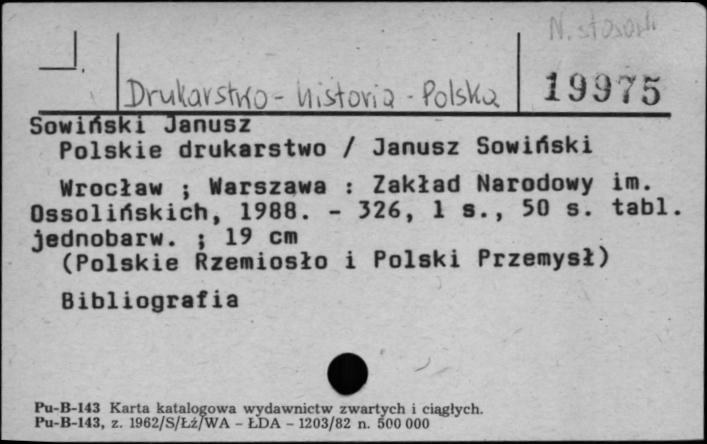 N. stosow
Drukarstwo - historia - Polska
19975
Sowiński Janusz
Polskie drukarstwo / Janusz Sowiński
Wrocław ; Warszawa : Zakład Narodowy im.
Ossolińskich, 1988. - 326, 1 s., 50 s. tabl.
jednobarw. ; 19 cm
(Polskie Rzemiosło i Polski Przemysł)
Bibliografia
Pu-B-143 Karta katalogowa wydawnictw zwartych i ciągłych.
Pu-B-143, z. 1962/S/Łź/WA - ŁDA - 1203/82 n. 500 000